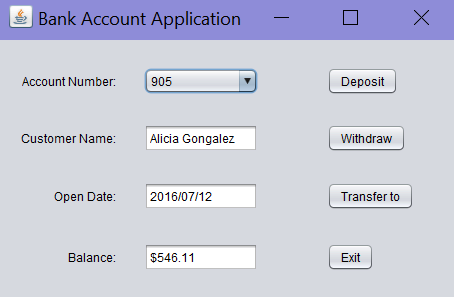 Bank Account Application
Account Number: 905 Deposit
Customer Name: Alicia Gongalez Withdraw
Open Date: 2016/07/12 Transfer to
Balance: $546.11 Exit